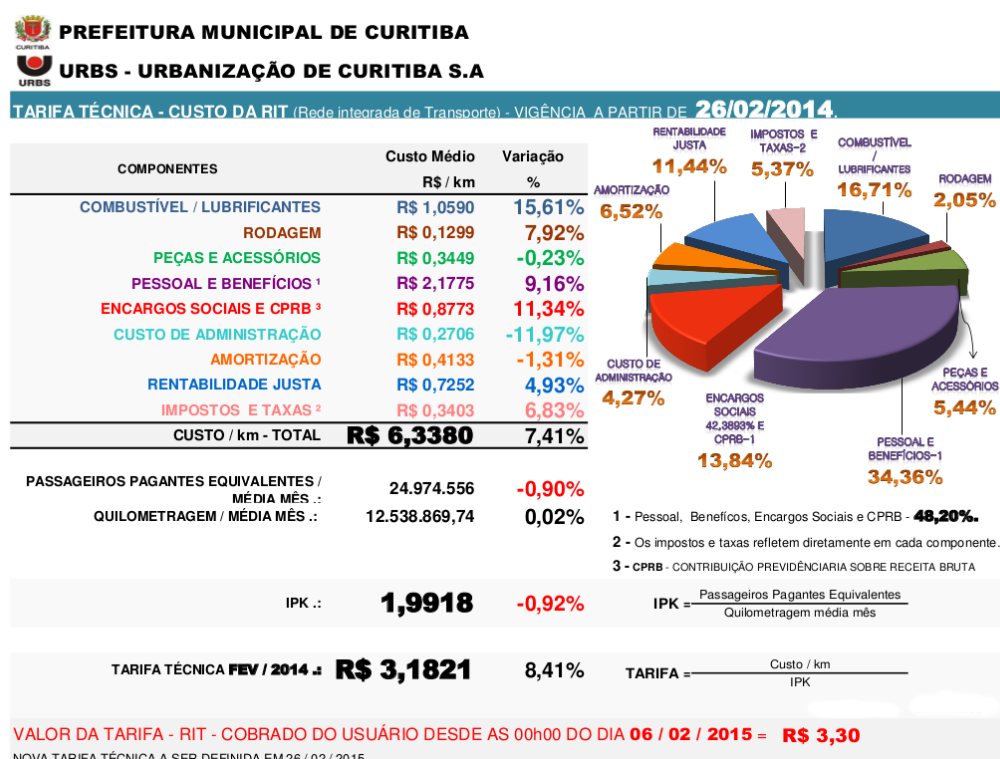 PREFEITURA MUNICIPAL DE CURITIBA
CURITIBA
URBS - URBANIZAÇÃO DE CURITIBA S.A
URBS
TARIFA TÉCNICA - CUSTO DA RIT (Rede integrada de Transporte) - VIGÊNCIA A PARTIR DE 26/02/2014.
COMPONENTES Custo Médio R$ / km Variação %
COMBUSTÍVEL / LUBRIFICANTES R$ 1,0590 15,61%
RODAGEM R$ 0,1299 7,92%
PEÇAS E ACESSÓRIOS R$ 0,3449 -0,23%
PESSOAL E BENEFÍCIOS ¹ R$ 2,1775 9,16%
ENCARGOS SOCIAIS E CPRB ³ R$ 0,8773 11,34%
CUSTO DE ADMINISTRAÇÃO R$ 0,2706 -11,97%
AMORTIZAÇÃO R$ 0,4133 -1,31%
RENTABILIDADE JUSTA R$ 0,7252 4,93%
IMPOSTOS E TAXAS ² R$ 0,3403 6,83%
CUSTO / km - TOTAL R$ 6,3380 7,41%
PASSAGEIROS PAGANTES EQUIVALENTES /
MÉDIA MÊS .: 24.974.556 -0,90%
QUILOMETRAGEM / MÉDIA MÊS .: 12.538.869,74 0,02%
RENTABILIDADE
JUSTA
11,44%
IMPOSTOS E
TAXAS-2
5,37%
COMBUSTÍVEL
/
LUBRIFICANTES
16,71%
RODAGEM
2,05%
AMORTIZAÇÃO
6,52%
CUSTO DE
ADMINISTRAÇÃO
4,27%
ENCARGOS
SOCIAIS
42,3893% E
CPRB-1
13,84%
PEÇAS E
ACESSÓRIOS
5,44%
PESSOAL E
BENEFÍCIOS-1
34,36%
1 - Pessoal, Benefícos, Encargos Sociais e CPRB - 48,20%.
2 - Os impostos e taxas refletem diretamente em cada componente.
3 - CPRB - CONTRIBUIÇÃO PREVIDÊNCIARIA SOBRE RECEITA BRUTA
IPK .: 1,9918 -0,92%
IPK = Passageiros Pagantes Equivalentes
Quilometragem média mês
TARIFA TÉCNICA FEV / 2014 .: R$ 3,1821 8,41%
TARIFA = Custo / km
IPK
VALOR DA TARIFA - RIT - COBRADO DO USUÁRIO DESDE AS 00h00 DO DIA 06 / 02 / 2015 = R$ 3,30
NOVA TARIFA TÉCNICA A SER DEFINIDA EM 26 / 02 / 2015